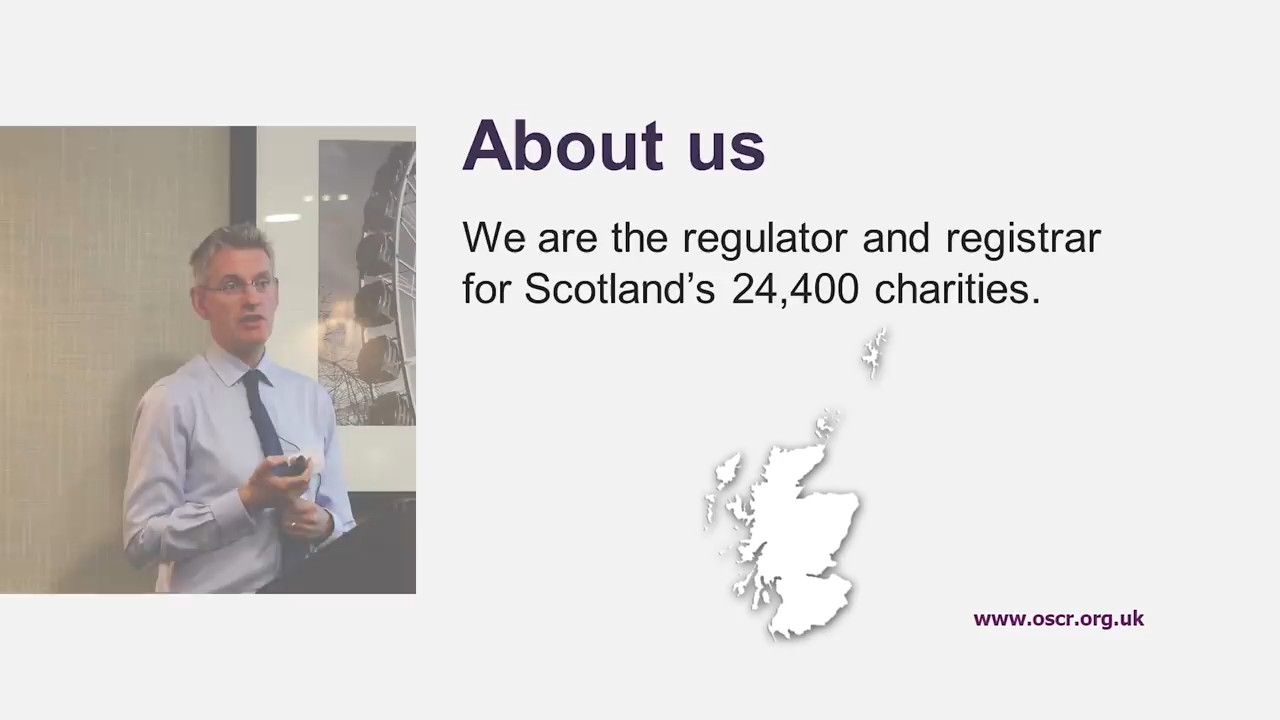 About us
We are the regulator and registrar
for Scotland’s 24,400 charities.
www.oscr.org.uk